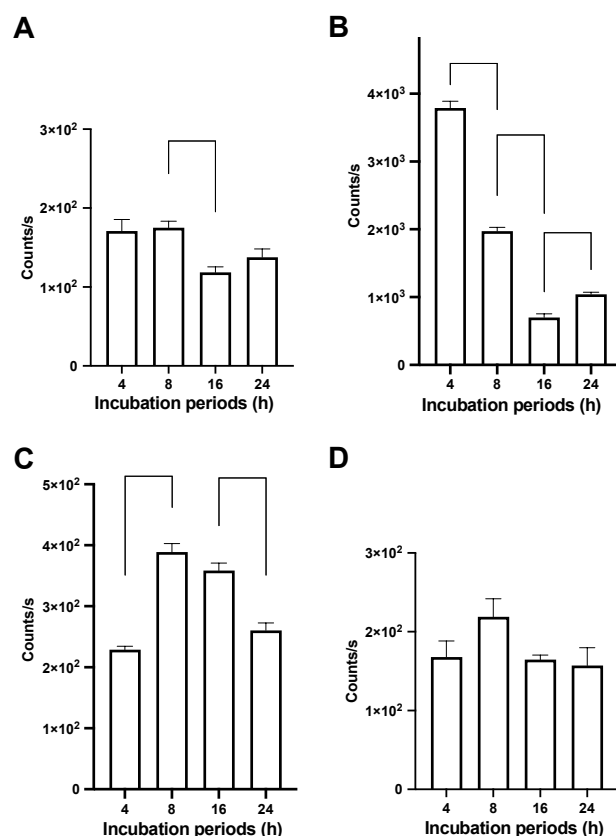 A
3×10²
2×10²
1×10²
0
Counts/s
4 8 16 24
Incubation periods (h)
B
4×10³
3×10³
2×10³
1×10³
0
Counts/s
4 8 16 24
Incubation periods (h)
C
5×10²
4×10²
3×10²
2×10²
1×10²
0
Counts/s
4 8 16 24
Incubation periods (h)
D
3×10²
2×10²
1×10²
0
Counts/s
4 8 16 24
Incubation periods (h)